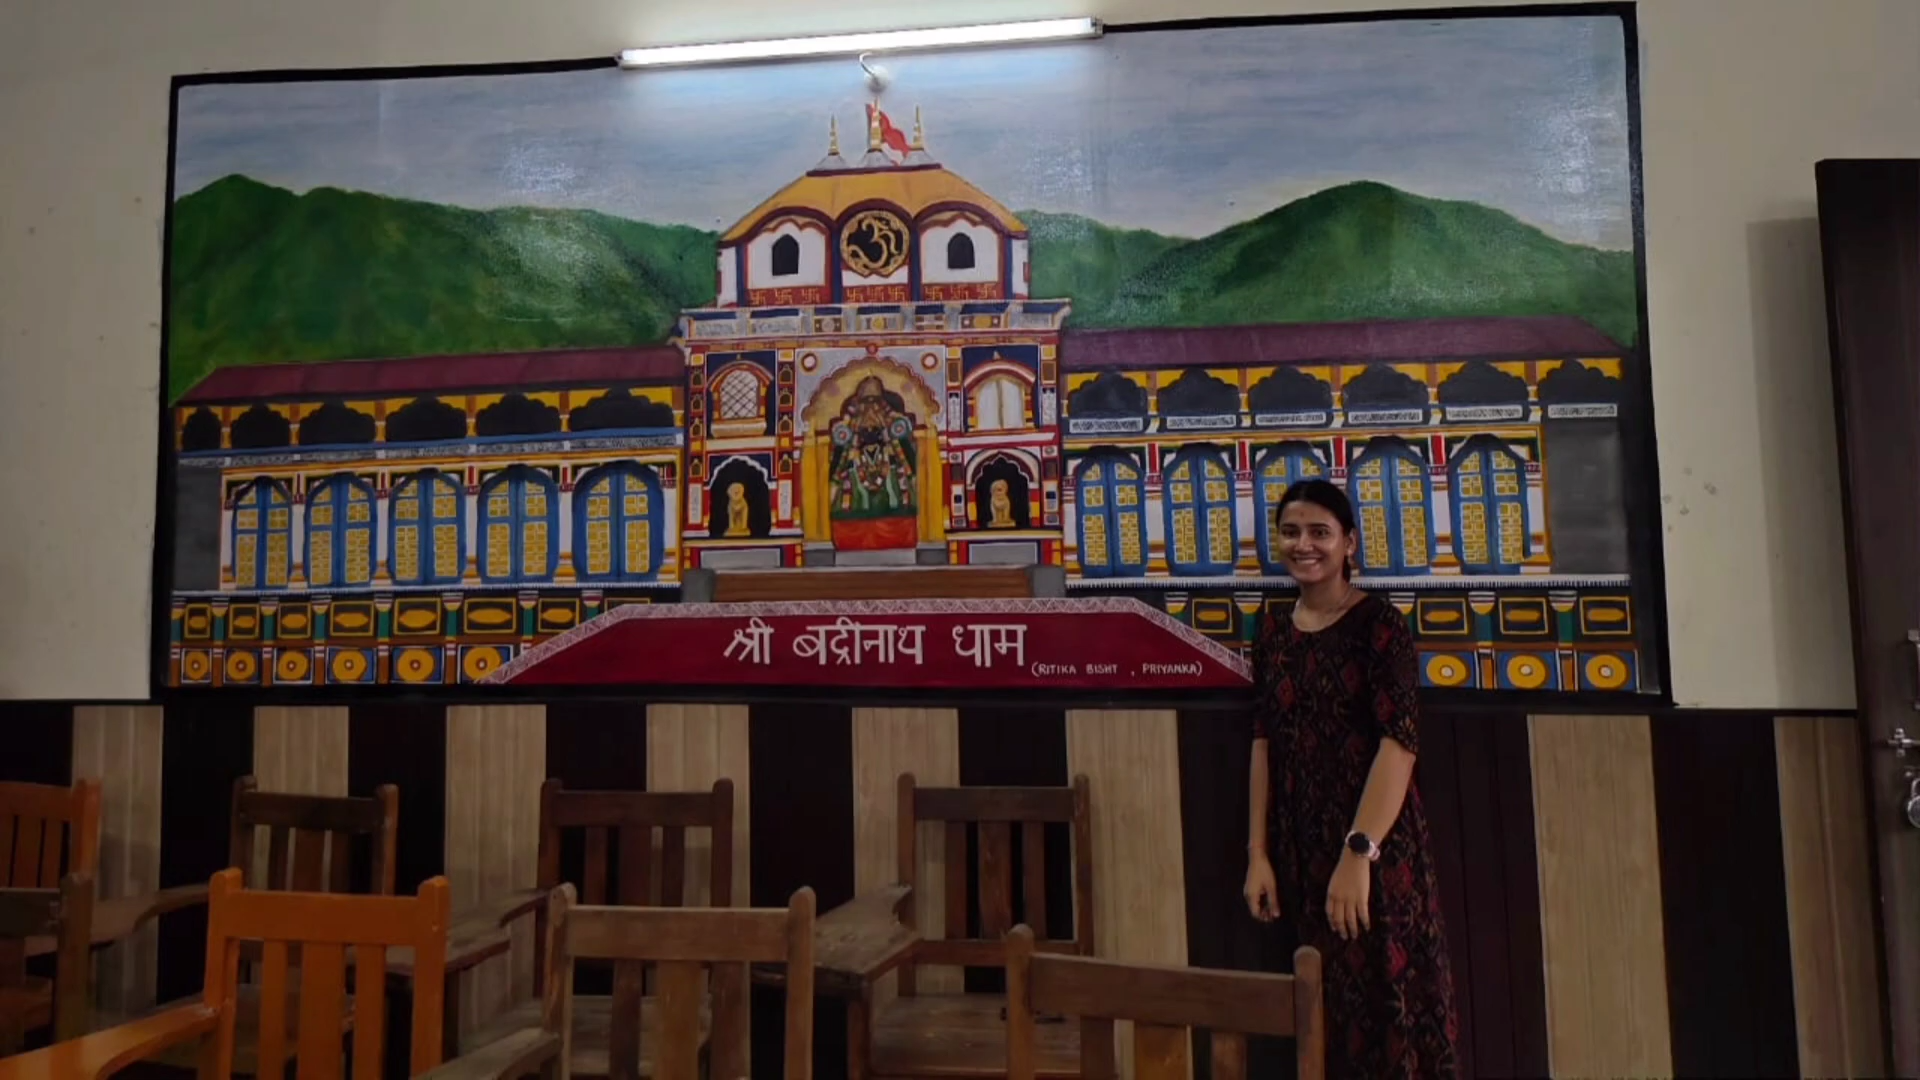 ॐ
श्री बद्रीनाथ धाम
(RITIKA BISHT , PRIYANKA)